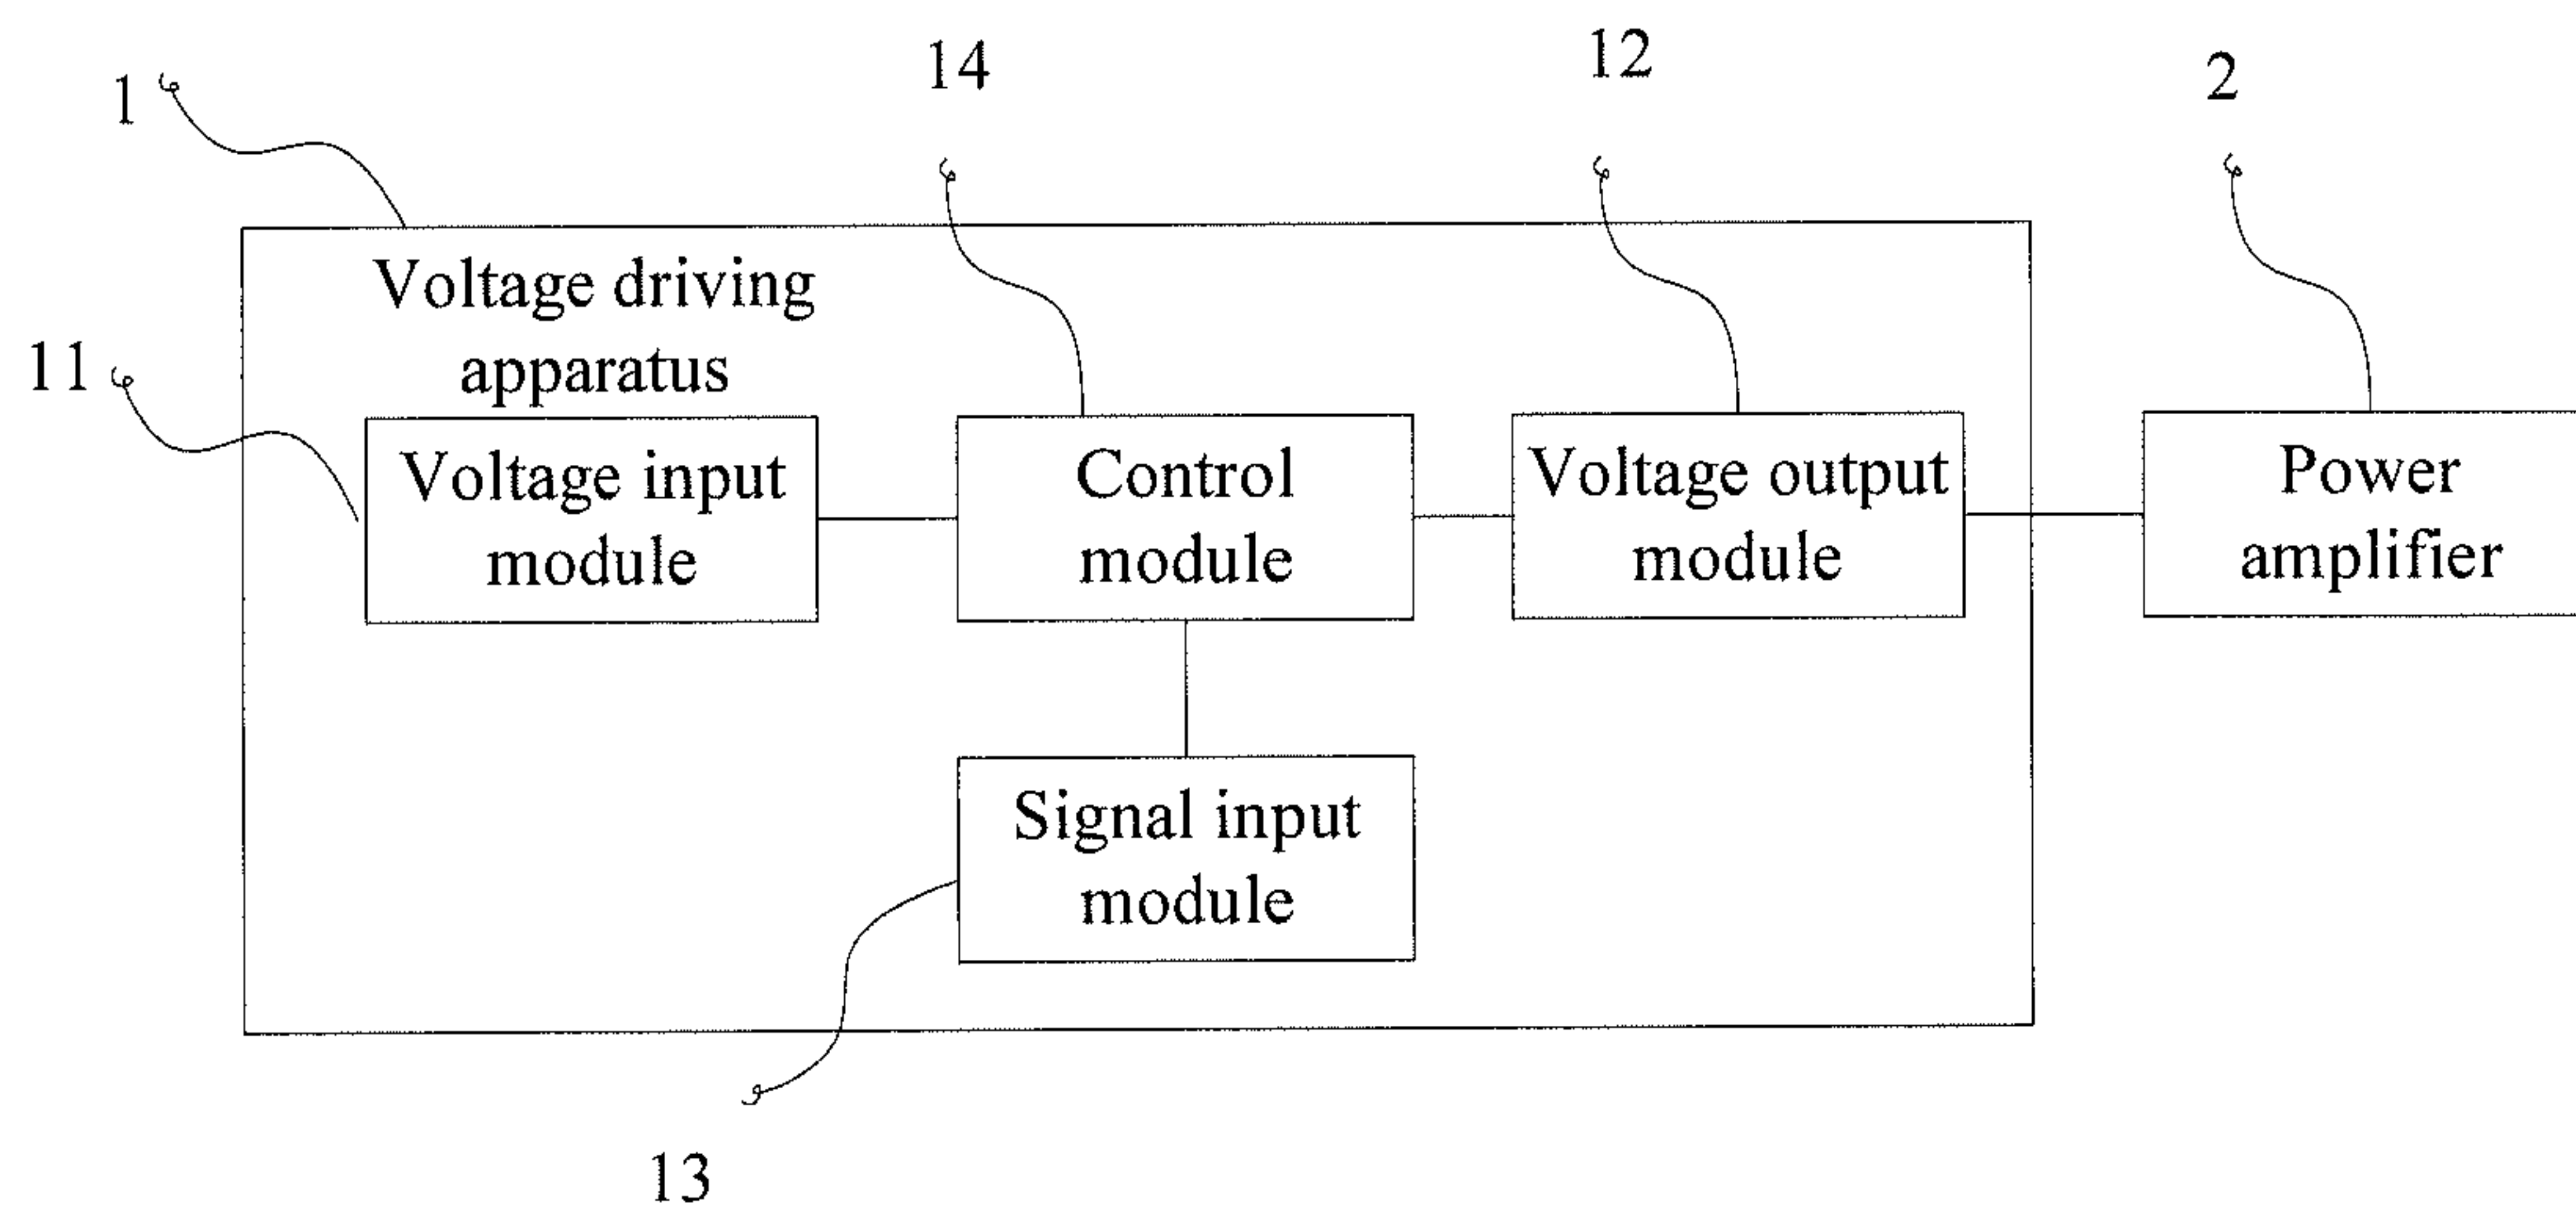 1
14
12
2
Voltage driving
apparatus
11
Voltage input
module
Control
module
Voltage output
module
Power
amplifier
Signal input
module
13